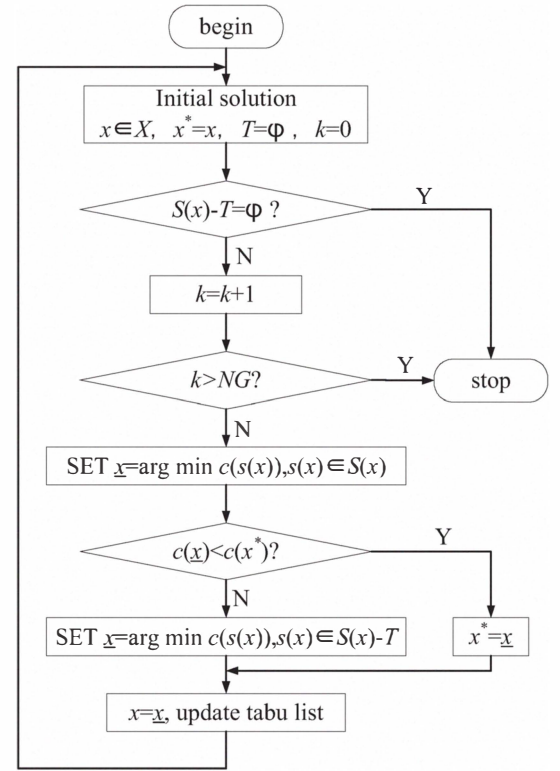 begin
Initial solution
x∈X, x*=x, T=φ , k=0
S(x)-T=φ ?
Y
N
k=k+1
k>NG?
Y
stop
N
SET x=arg min c(s(x)),s(x)∈S(x)
c(x)<c(x*)?
Y
N
SET x=arg min c(s(x)),s(x)∈S(x)-T
x*=x
x=x, update tabu list